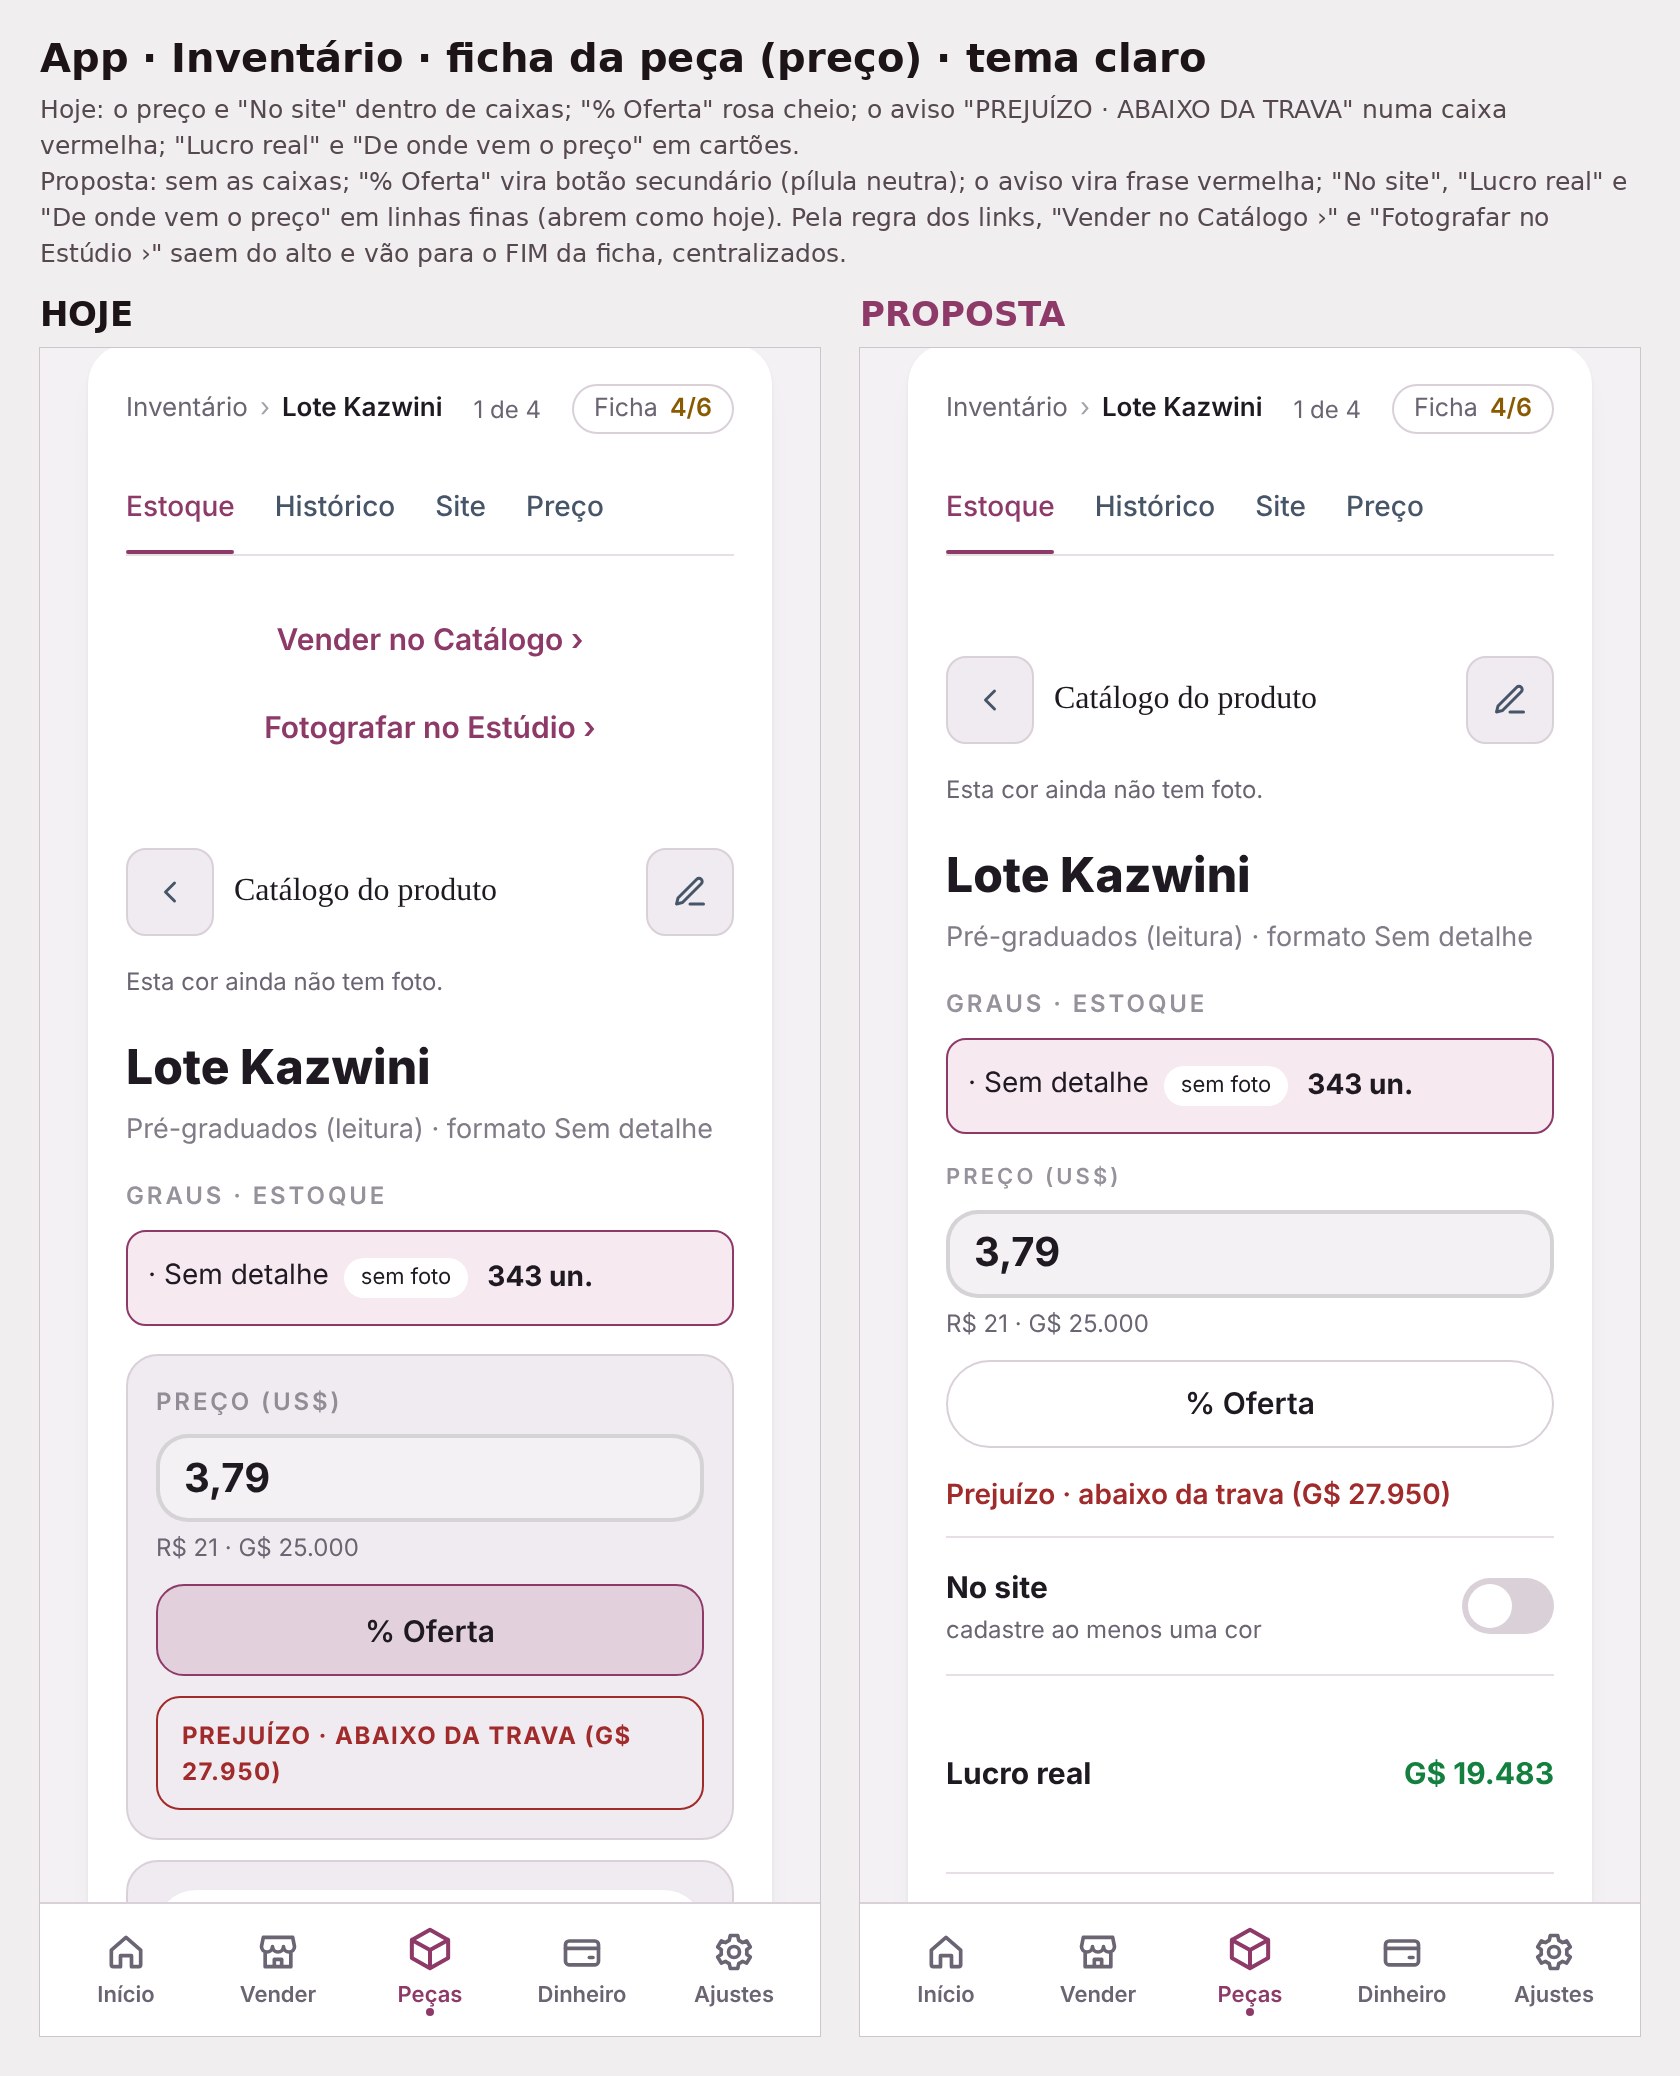 App · Inventário · ficha da peça (preço) · tema claro
Hoje: o preço e "No site" dentro de caixas; "% Oferta" rosa cheio; o aviso "PREJUÍZO · ABAIXO DA TRAVA" numa caixa
vermelha; "Lucro real" e "De onde vem o preço" em cartões.
Proposta: sem as caixas; "% Oferta" vira botão secundário (pílula neutra); o aviso vira frase vermelha; "No site", "Lucro real" e
"De onde vem o preço" em linhas finas (abrem como hoje). Pela regra dos links, "Vender no Catálogo ›" e "Fotografar no
Estúdio ›" saem do alto e vão para o FIM da ficha, centralizados.
HOJE
Inventário › Lote Kazwini 1 de 4 Ficha 4/6
Estoque Histórico Site Preço
Vender no Catálogo ›
Fotografar no Estúdio ›
Catálogo do produto
Esta cor ainda não tem foto.
Lote Kazwini
Pré-graduados (leitura) · formato Sem detalhe
GRAUS · ESTOQUE
· Sem detalhe sem foto 343 un.
PREÇO (US$)
3,79
R$ 21 · G$ 25.000
% Oferta
PREJUÍZO · ABAIXO DA TRAVA (G$
27.950)
Início Vender Peças Dinheiro Ajustes
PROPOSTA
Inventário › Lote Kazwini 1 de 4 Ficha 4/6
Estoque Histórico Site Preço
Catálogo do produto
Esta cor ainda não tem foto.
Lote Kazwini
Pré-graduados (leitura) · formato Sem detalhe
GRAUS · ESTOQUE
· Sem detalhe sem foto 343 un.
PREÇO (US$)
3,79
R$ 21 · G$ 25.000
% Oferta
Prejuízo · abaixo da trava (G$ 27.950)
No site
cadastre ao menos uma cor
Lucro real G$ 19.483
Início Vender Peças Dinheiro Ajustes